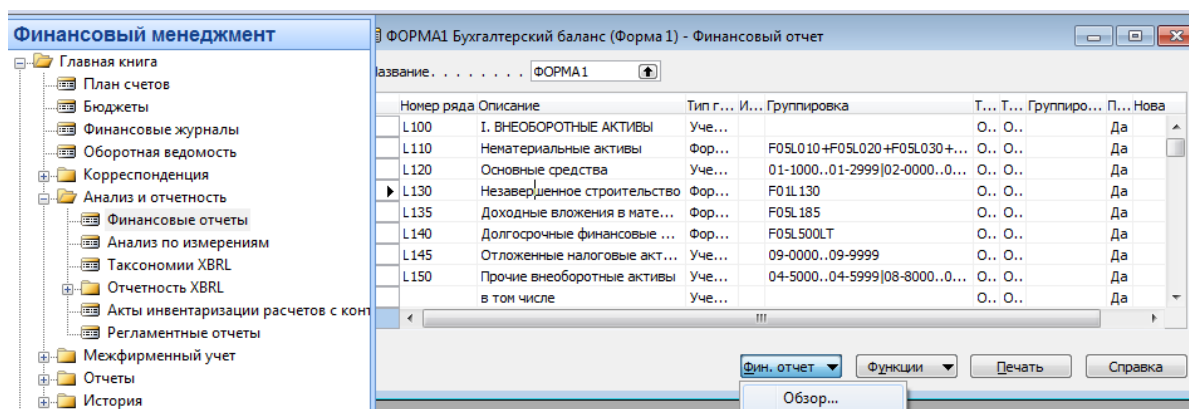 Финансовый менеджмент
Главная книга
План счетов
Бюджеты
Финансовые журналы
Оборотная ведомость
Корреспонденция
Анализ и отчетность
Финансовые отчеты
Анализ по измерениям
Таксономии XBRL
Отчетность XBRL
Акты инвентаризации расчетов с конт
Регламентные отчеты
Межфирменный учет
Отчеты
История
ФОРМА1 Бухгалтерский баланс (Форма 1) - Финансовый отчет
азвание. . . . . . . . ФОРМА1
Номер ряда Описание Тип г... И... Группировка Т... Т... Группиро... П... Нова
L100 I. ВНЕОБОРОТНЫЕ АКТИВЫ Уче... О.. О.. Да
L110 Нематериальные активы Фор... F05L010+F05L020+F05L030+... О.. О.. Да
L120 Основные средства Уче... 01-1000..01-2999|02-0000..0... О.. О.. Да
L130 Незавершенное строительство Фор... F01L130 О.. О.. Да
L135 Доходные вложения в мате... Фор... F05L185 О.. О.. Да
L140 Долгосрочные финансовые ... Фор... F05L500LT О.. О.. Да
L145 Отложенные налоговые акт... Уче... 09-0000..09-9999 О.. О.. Да
L150 Прочие внеоборотные активы Уче... 04-5000..04-5999|08-8000..0... О.. О.. Да
в том числе Уче... О.. О.. Да
Фин. отчет Функции Печать Справка
Обзор...